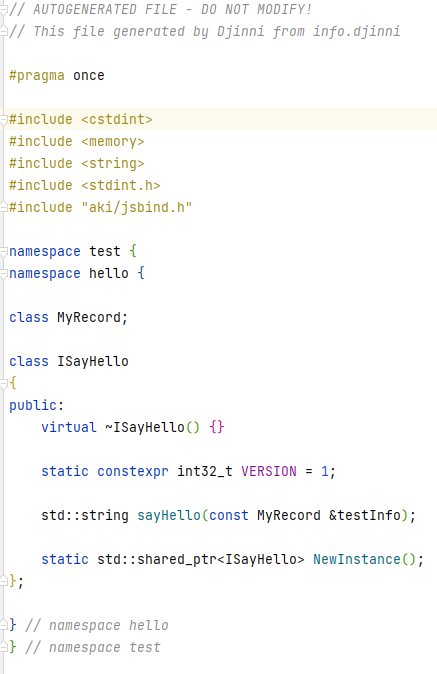 // AUTOGENERATED FILE - DO NOT MODIFY!
// This file generated by Djinni from info.djinni
#pragma once
#include <cstdint>
#include <memory>
#include <string>
#include <stdint.h>
#include "aki/jsbind.h"
namespace test {
namespace hello {
class MyRecord;
class ISayHello
{
public:
    virtual ~ISayHello() {}
    static constexpr int32_t VERSION = 1;
    std::string sayHello(const MyRecord &testInfo);
    static std::shared_ptr<ISayHello> NewInstance();
};
} // namespace hello
} // namespace test